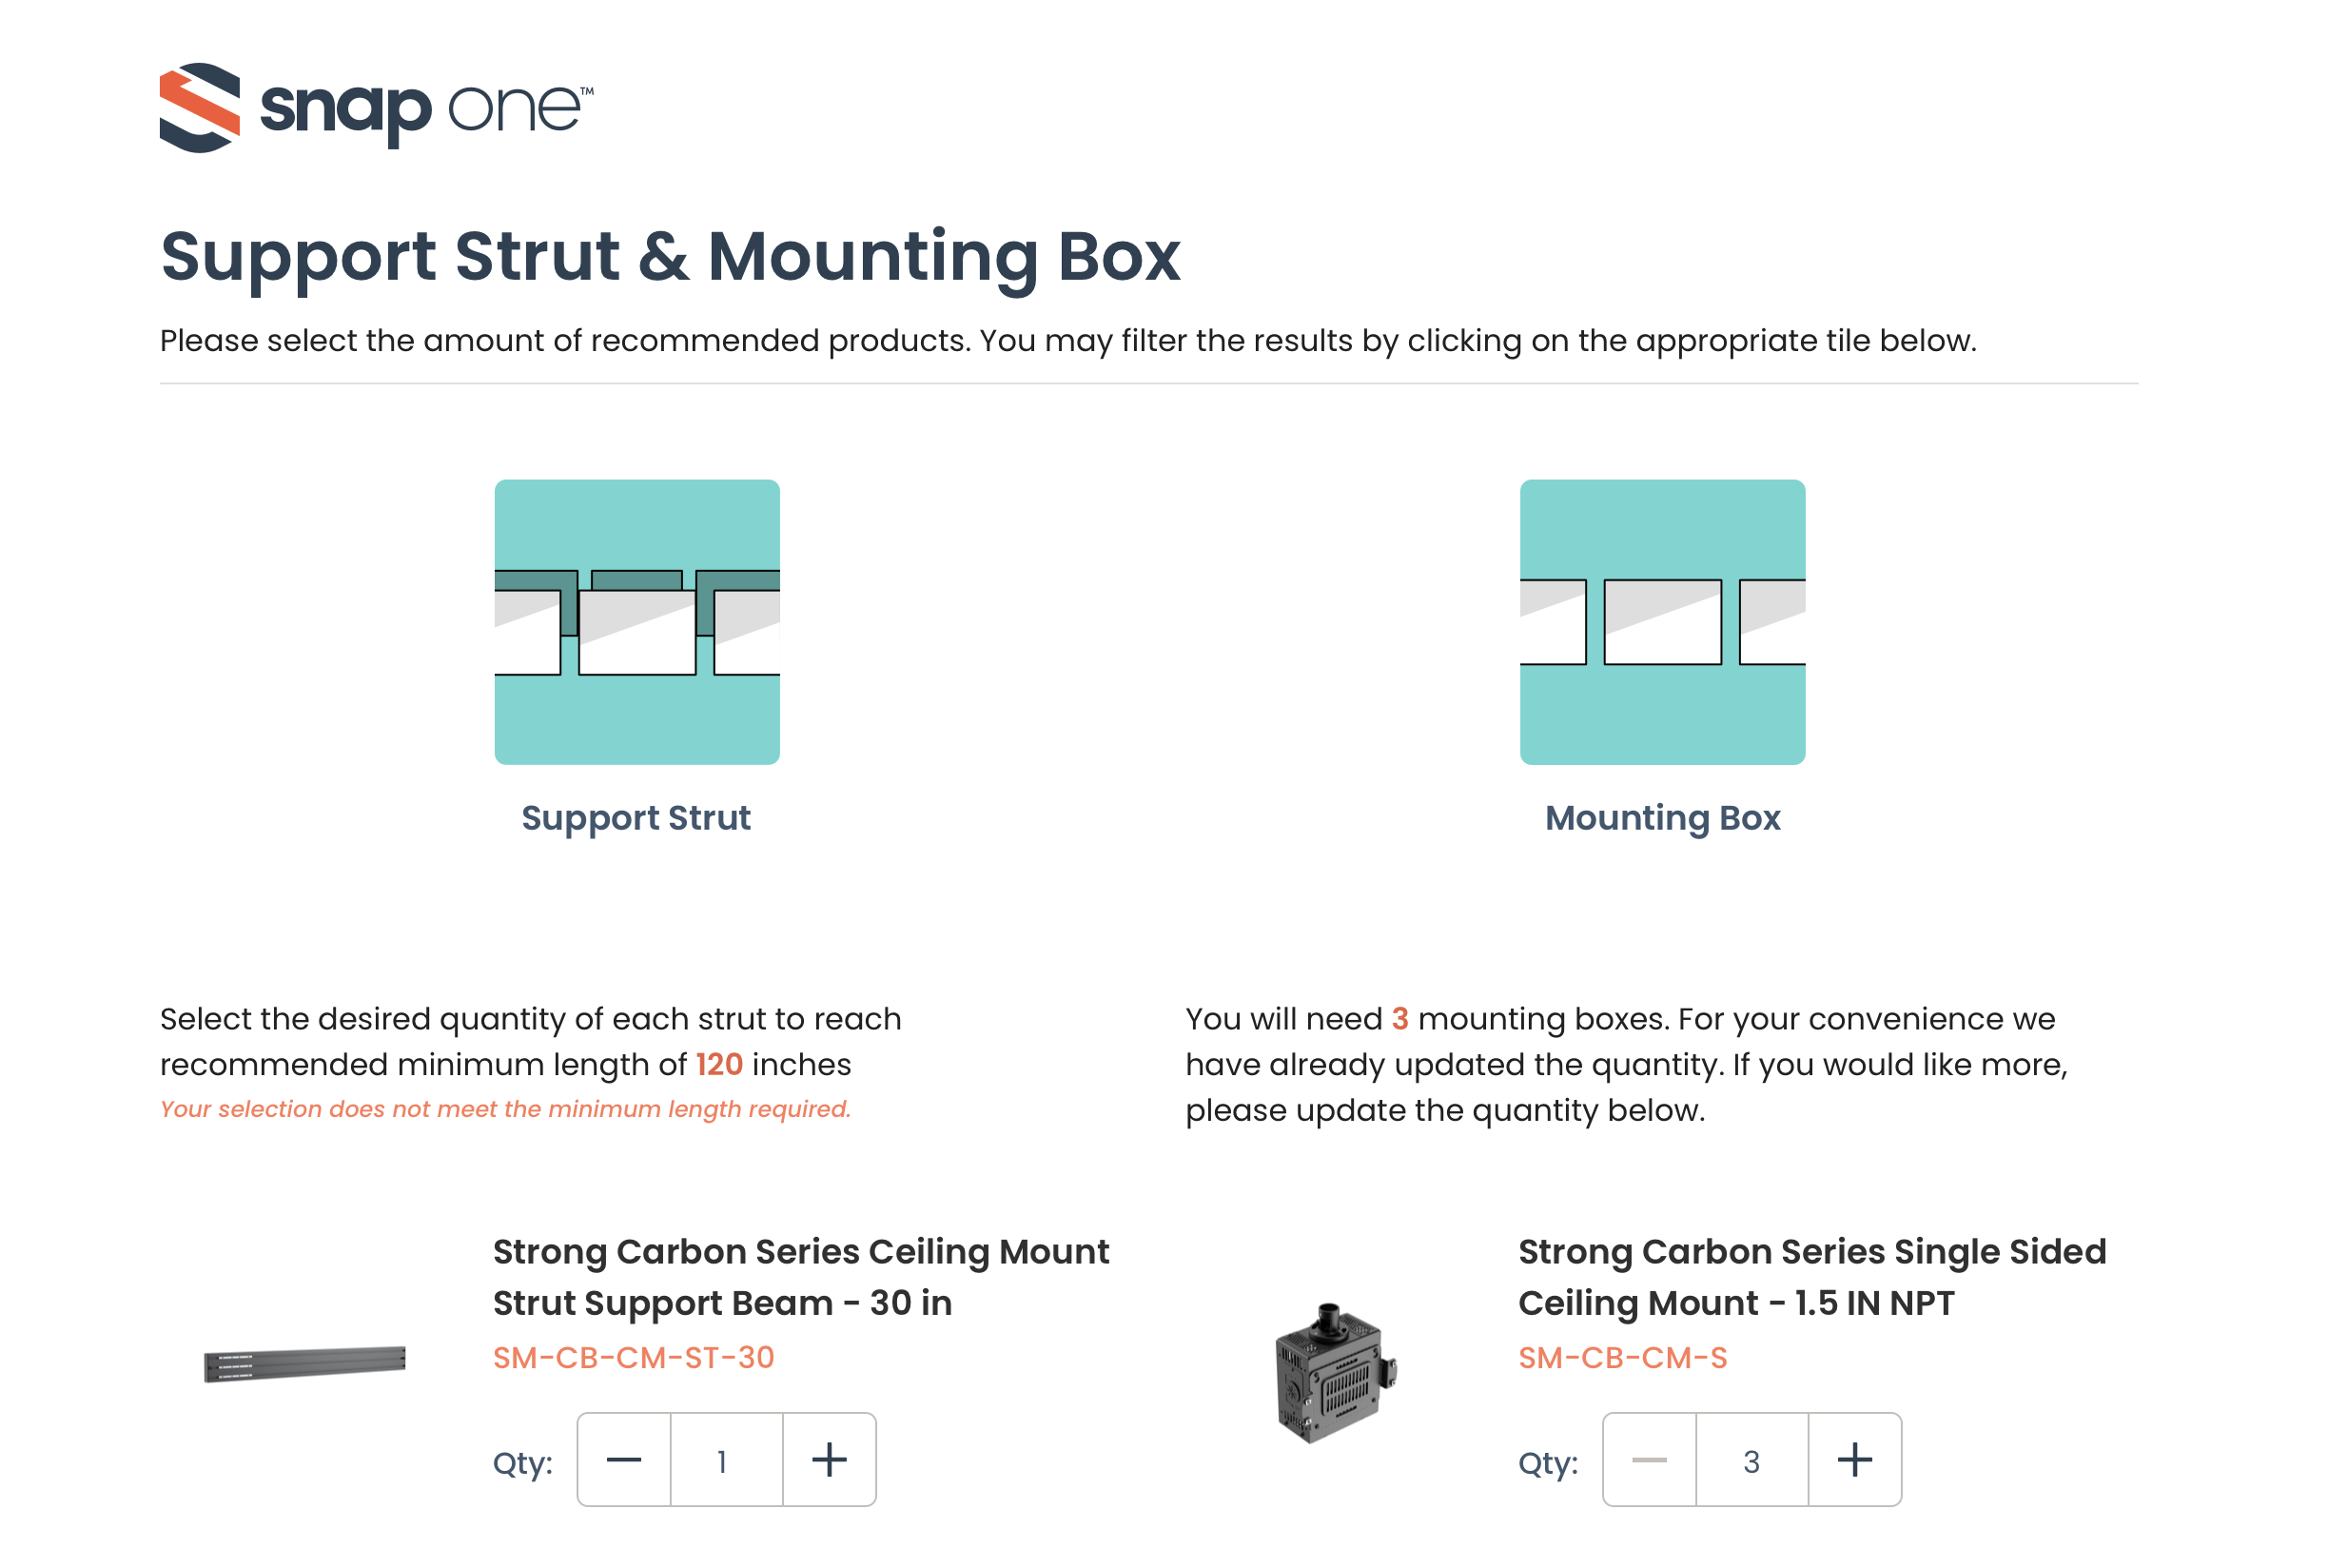 snap one™
Support Strut & Mounting Box
Please select the amount of recommended products. You may filter the results by clicking on the appropriate tile below.
Support Strut
Mounting Box
Select the desired quantity of each strut to reach
recommended minimum length of 120 inches
Your selection does not meet the minimum length required.
You will need 3 mounting boxes. For your convenience we
have already updated the quantity. If you would like more,
please update the quantity below.
Strong Carbon Series Ceiling Mount
Strut Support Beam - 30 in
SM-CB-CM-ST-30
Qty: − 1 +
Strong Carbon Series Single Sided
Ceiling Mount - 1.5 IN NPT
SM-CB-CM-S
Qty: − 3 +